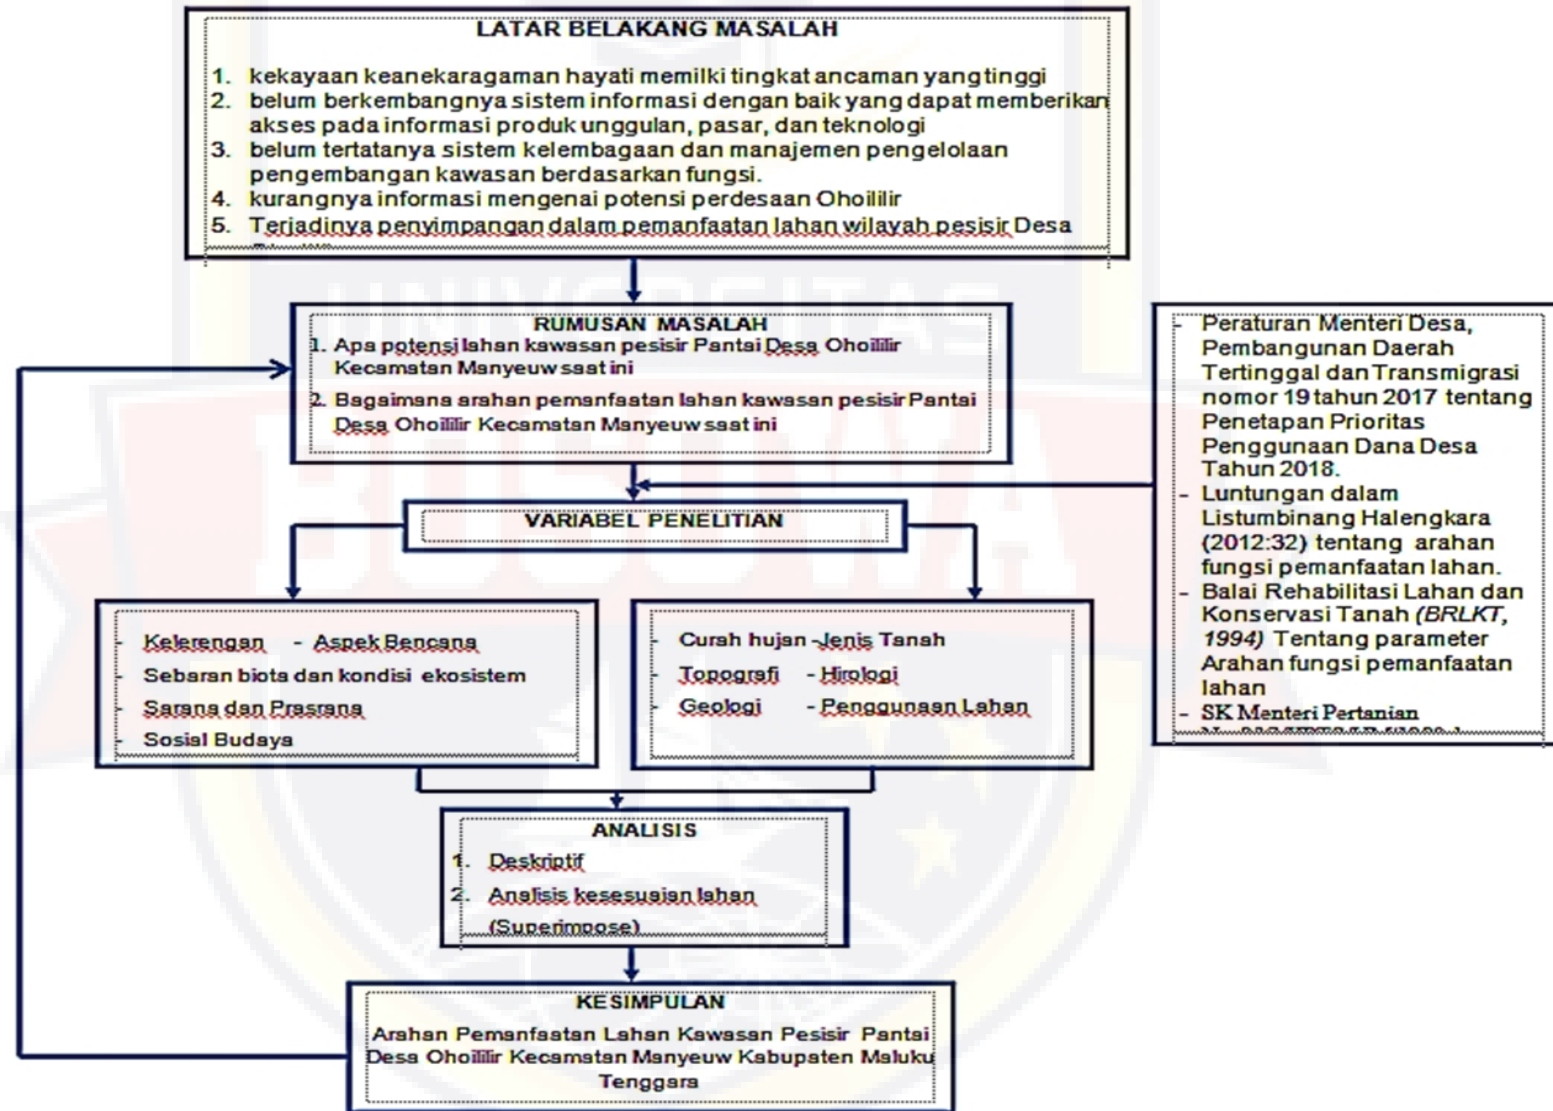 LATAR BELAKANG MASALAH
1. kekayaan keanekaragaman hayati memilki tingkat ancaman yang tinggi
2. belum berkembangnya sistem informasi dengan baik yang dapat memberikan
akses pada informasi produk unggulan, pasar, dan teknologi
3. belum tertatanya sistem kelembagaan dan manajemen pengelolaan
pengembangan kawasan berdasarkan fungsi.
4. kurangnya informasi mengenai potensi perdesaan Ohoililir
5. Terjadinya penyimpangan dalam pemanfaatan lahan wilayah pesisir Desa
UNIVERSITAS
BOSOWA
RUMUSAN MASALAH
1. Apa potensi lahan kawasan pesisir Pantai Desa Ohoililir
Kecamatan Manyeuw saat ini
2. Bagaimana arahan pemanfaatan lahan kawasan pesisir Pantai
Desa Ohoililir Kecamatan Manyeuw saat ini
- Peraturan Menteri Desa,
Pembangunan Daerah
Tertinggal dan Transmigrasi
nomor 19 tahun 2017 tentang
Penetapan Prioritas
Penggunaan Dana Desa
Tahun 2018.
- Luntungan dalam
Listumbinang Halengkara
(2012:32) tentang arahan
fungsi pemanfaatan lahan.
- Balai Rehabilitasi Lahan dan
Konservasi Tanah (BRLKT,
1994) Tentang parameter
Arahan fungsi pemanfaatan
lahan
- SK Menteri Pertanian
VARIABEL PENELITIAN
- Kelerengan - Aspek Bencana
- Sebaran biota dan kondisi ekosistem
- Sarana dan Prasrana
- Sosial Budaya
- Curah hujan -Jenis Tanah
- Topografi - Hirologi
- Geologi - Penggunaan Lahan
ANALISIS
1. Deskriptif
2. Analisis kesesuaian lahan
(Superimpose)
KESIMPULAN
Arahan Pemanfaatan Lahan Kawasan Pesisir Pantai
Desa Ohoililir Kecamatan Manyeuw Kabupaten Maluku
Tenggara